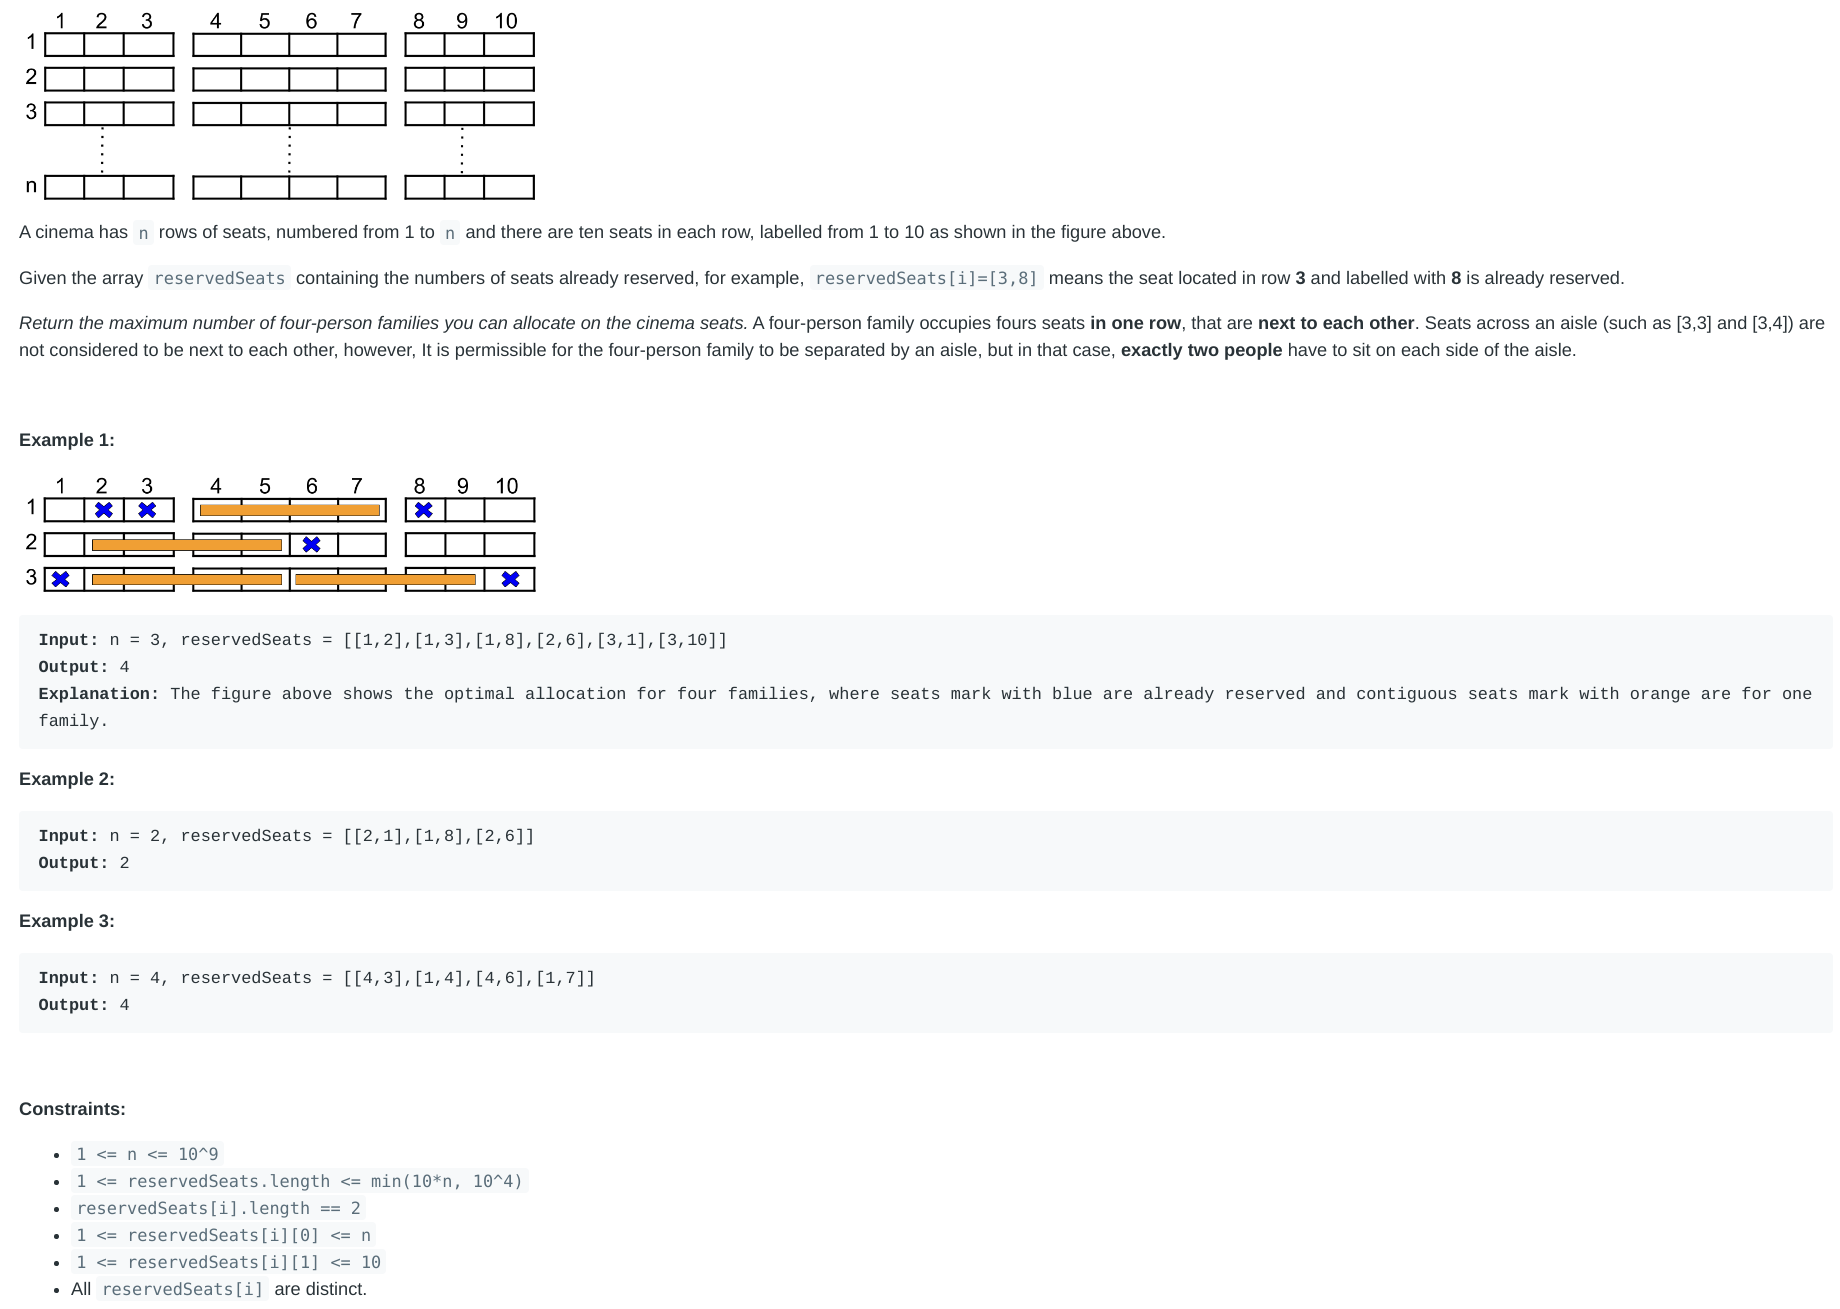 1 2 3 4 5 6 7 8 9 10
1
2
3
n
A cinema has n rows of seats, numbered from 1 to n and there are ten seats in each row, labelled from 1 to 10 as shown in the figure above.
Given the array reservedSeats containing the numbers of seats already reserved, for example, reservedSeats[i]=[3,8] means the seat located in row 3 and labelled with 8 is already reserved.
Return the maximum number of four-person families you can allocate on the cinema seats. A four-person family occupies fours seats in one row, that are next to each other. Seats across an aisle (such as [3,3] and [3,4]) are
not considered to be next to each other, however, It is permissible for the four-person family to be separated by an aisle, but in that case, exactly two people have to sit on each side of the aisle.
Example 1:
1 2 3 4 5 6 7 8 9 10
1
2
3
Input: n = 3, reservedSeats = [[1,2],[1,3],[1,8],[2,6],[3,1],[3,10]]
Output: 4
Explanation: The figure above shows the optimal allocation for four families, where seats mark with blue are already reserved and contiguous seats mark with orange are for one
family.
Example 2:
Input: n = 2, reservedSeats = [[2,1],[1,8],[2,6]]
Output: 2
Example 3:
Input: n = 4, reservedSeats = [[4,3],[1,4],[4,6],[1,7]]
Output: 4
Constraints:
• 1 <= n <= 10^9
• 1 <= reservedSeats.length <= min(10*n, 10^4)
• reservedSeats[i].length == 2
• 1 <= reservedSeats[i][0] <= n
• 1 <= reservedSeats[i][1] <= 10
• All reservedSeats[i] are distinct.